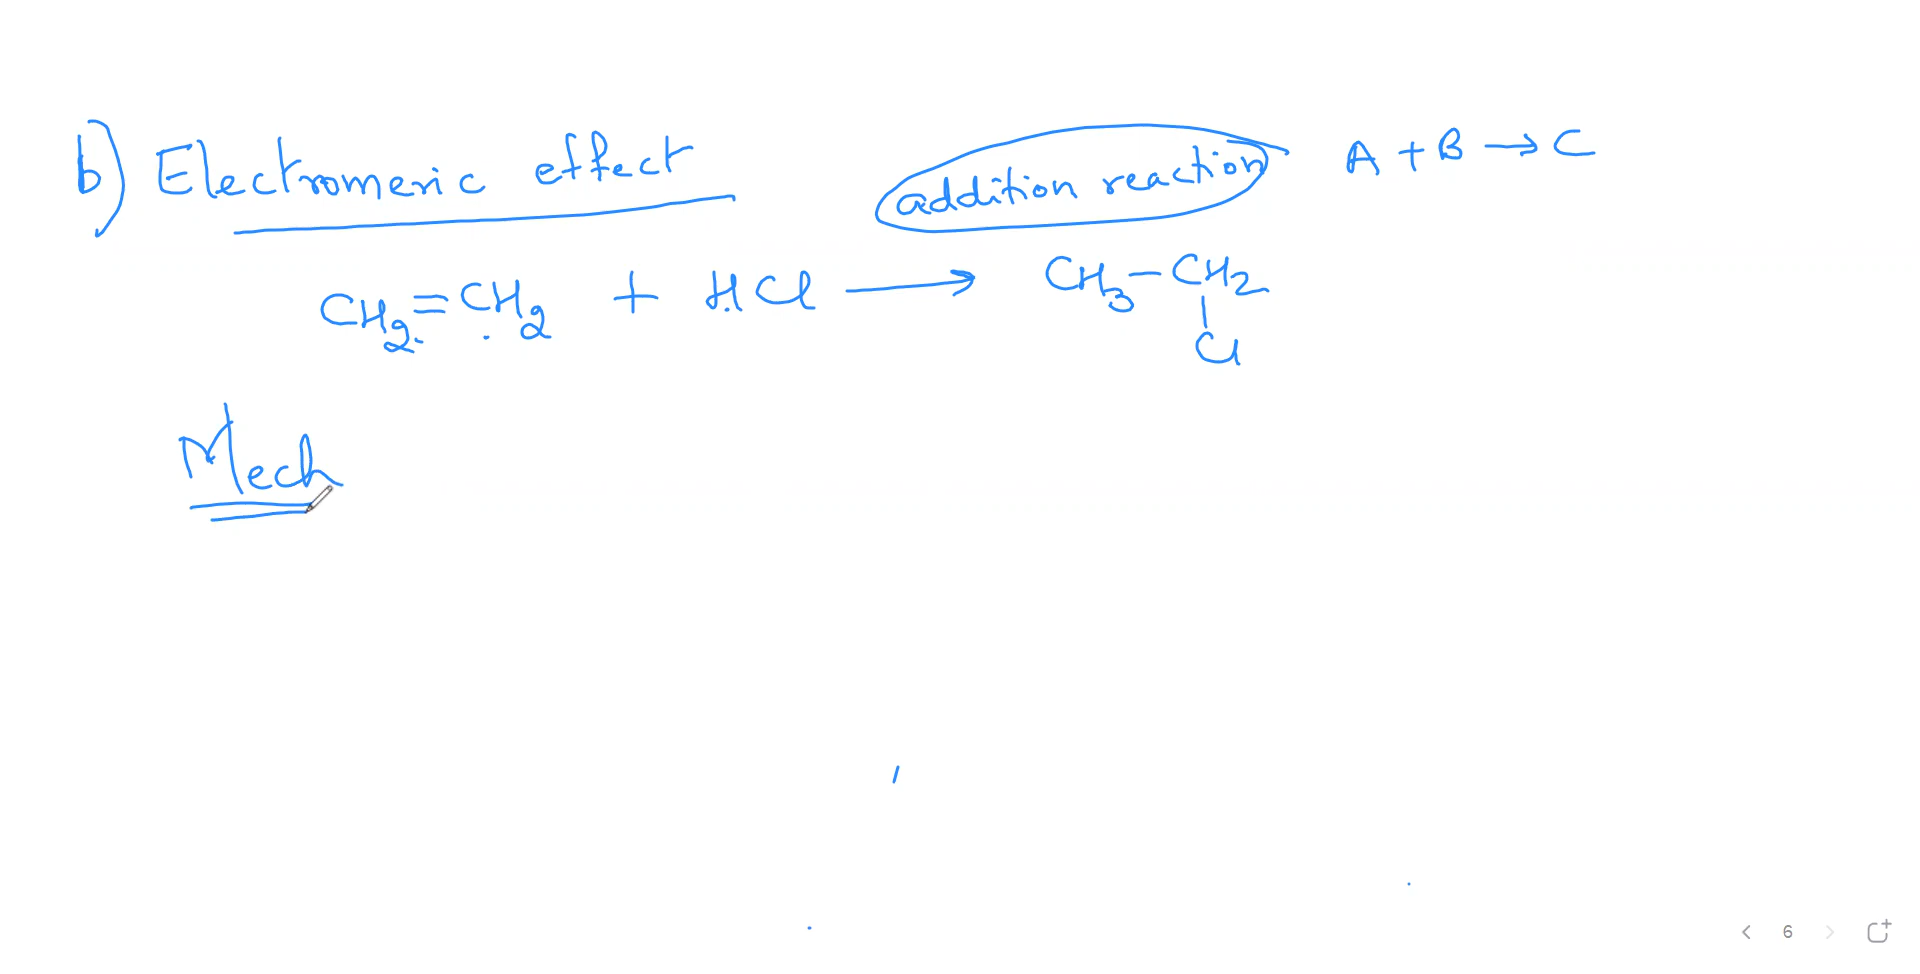 b) Electromeric effect addition reaction A + B → C
CH2=CH2 + HCl → CH3-CH2
Cl
Mech
6